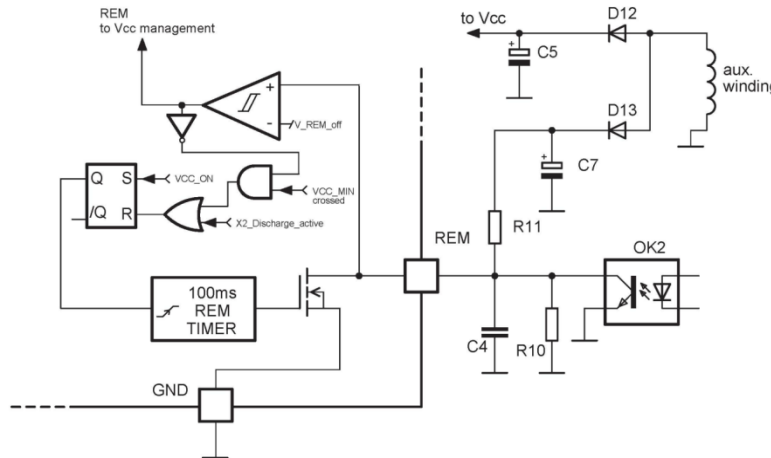 REM
to Vcc management
to Vcc
D12
C5
aux.
winding
+
+
-
V_REM_off
D13
+
C7
Q
S
VCC_ON
/Q
R
VCC_MIN
crossed
X2_Discharge_active
R11
REM
OK2
100ms
REM
TIMER
C4
R10
GND